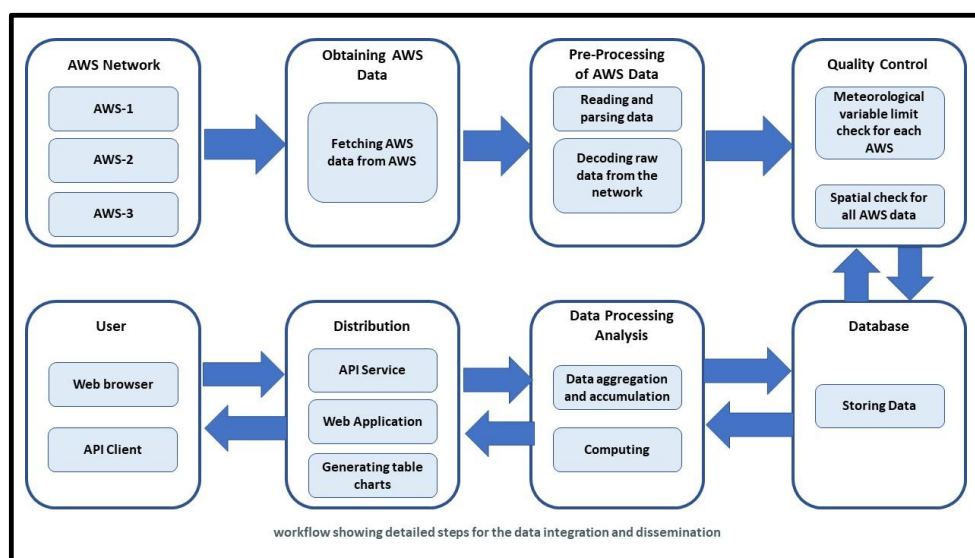 AWS Network
AWS-1
AWS-2
AWS-3
Obtaining AWS
Data
Fetching AWS
data from AWS
Pre-Processing
of AWS Data
Reading and
parsing data
Decoding raw
data from the
network
Quality Control
Meteorological
variable limit
check for each
AWS
Spatial check for
all AWS data
User
Web browser
API Client
Distribution
API Service
Web Application
Generating table
charts
Data Processing
Analysis
Data aggregation
and accumulation
Computing
Database
Storing Data
workflow showing detailed steps for the data integration and dissemination